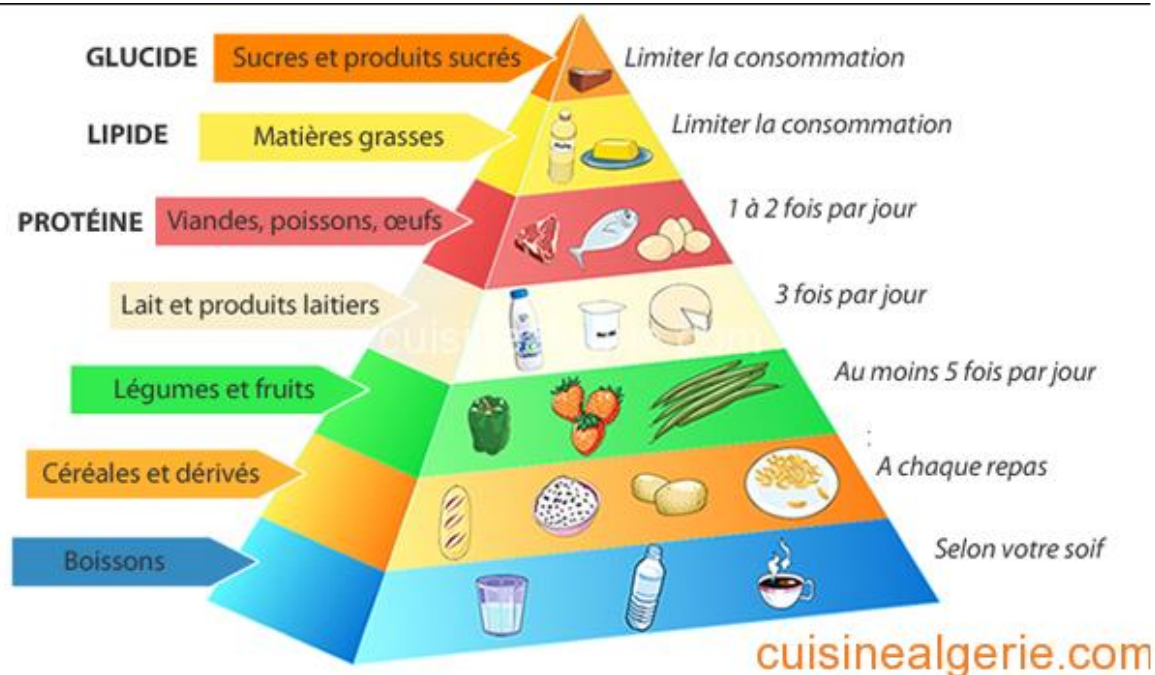 GLUCIDE Sucres et produits sucrés Limiter la consommation
LIPIDE Matières grasses Limiter la consommation
PROTÉINE Viandes, poissons, œufs 1 à 2 fois par jour
Lait et produits laitiers 3 fois par jour
Légumes et fruits Au moins 5 fois par jour
:
Céréales et dérivés A chaque repas
Boissons Selon votre soif
cuisinealgerie.com